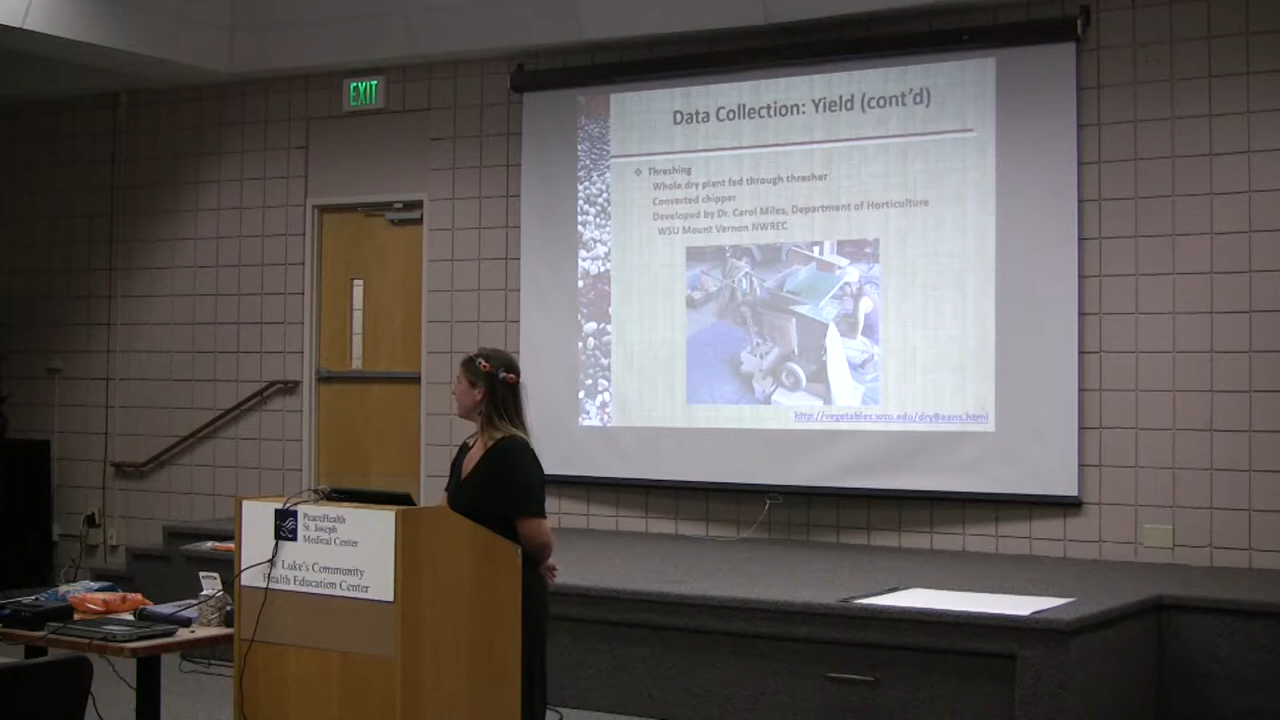 EXIT
Data Collection: Yield (cont'd)
Threshing
Whole dry plant fed through thrasher
Converted chipper
Developed by Dr. Carol Miles, Department of Horticulture
WSU Mount Vernon NWREC
http://vegetables.wsu.edu/dryBeans.html
PeaceHealth
St. Joseph
Medical Center
Luke's Community
Health Education Center